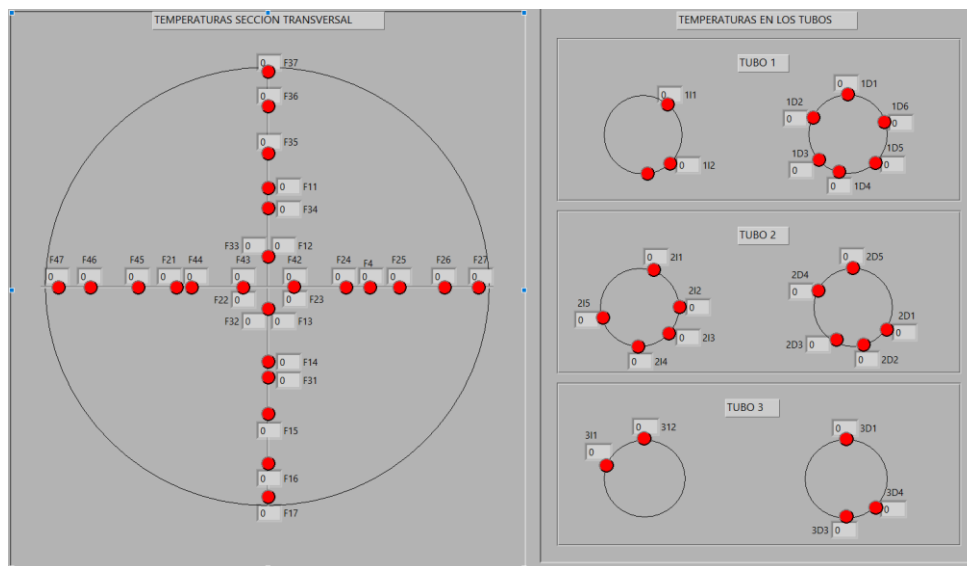 TEMPERATURAS SECCIÓN TRANSVERSAL
0 F37
0 F36
0 F35
0 F11
0 F34
F33 0 0 F12
F47 F46 F45 F21 F44 F43 F42 F24 F4 F25 F26 F27
0 0 0 0 0 0 0 0 0 0 0 0
F22 0 0 F23
F32 0 0 F13
0 F14
0 F31
0 F15
0 F16
0 F17
TEMPERATURAS EN LOS TUBOS
TUBO 1
0 1I1
0 1I2
0 1D1
1D2 0
1D6 0
1D3 0
1D5 0
0 1D4
TUBO 2
0 2I1
0 2I2
2I5 0
0 2I3
0 2I4
0 2D5
2D4 0
2D1 0
2D3 0
2D2 0
TUBO 3
3I1 0
0 312
0 3D1
3D4 0
3D3 0